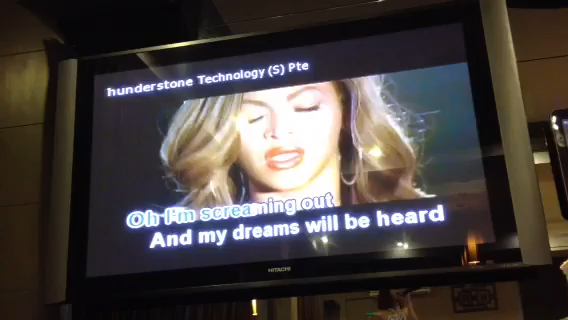 hunderstone Technology (S) Pte
Oh I'm screaming out
And my dreams will be heard
HITACHI